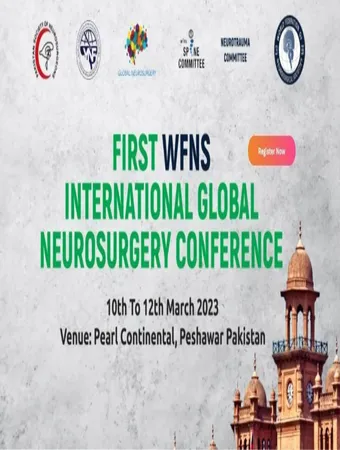 GLOBAL NEUROSURGERY
SPINE
COMMITTEE
NEUROTRAUMA
COMMITTEE
FIRST WFNS
Register Now
INTERNATIONAL GLOBAL
NEUROSURGERY CONFERENCE
10th To 12th March 2023
Venue: Pearl Continental, Peshawar Pakistan